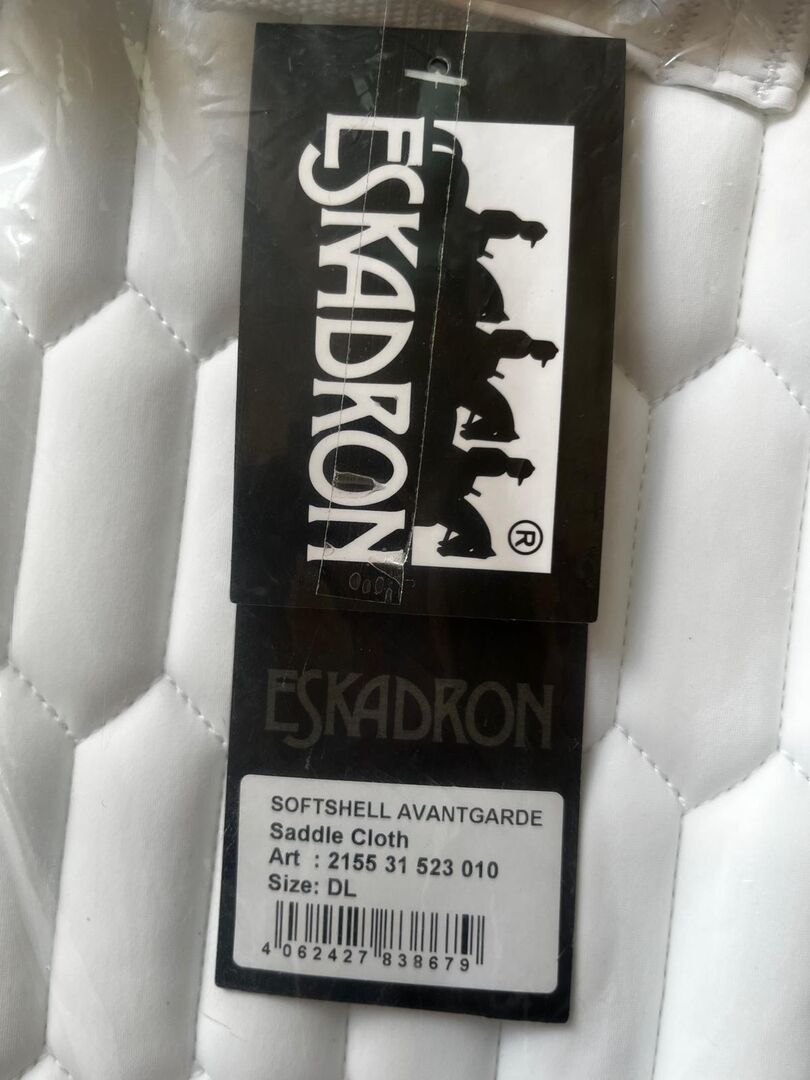 ESKADRON
®
ESKADRON
SOFTSHELL AVANTGARDE
Saddle Cloth
Art : 2155 31 523 010
Size: DL
4 062427 838679